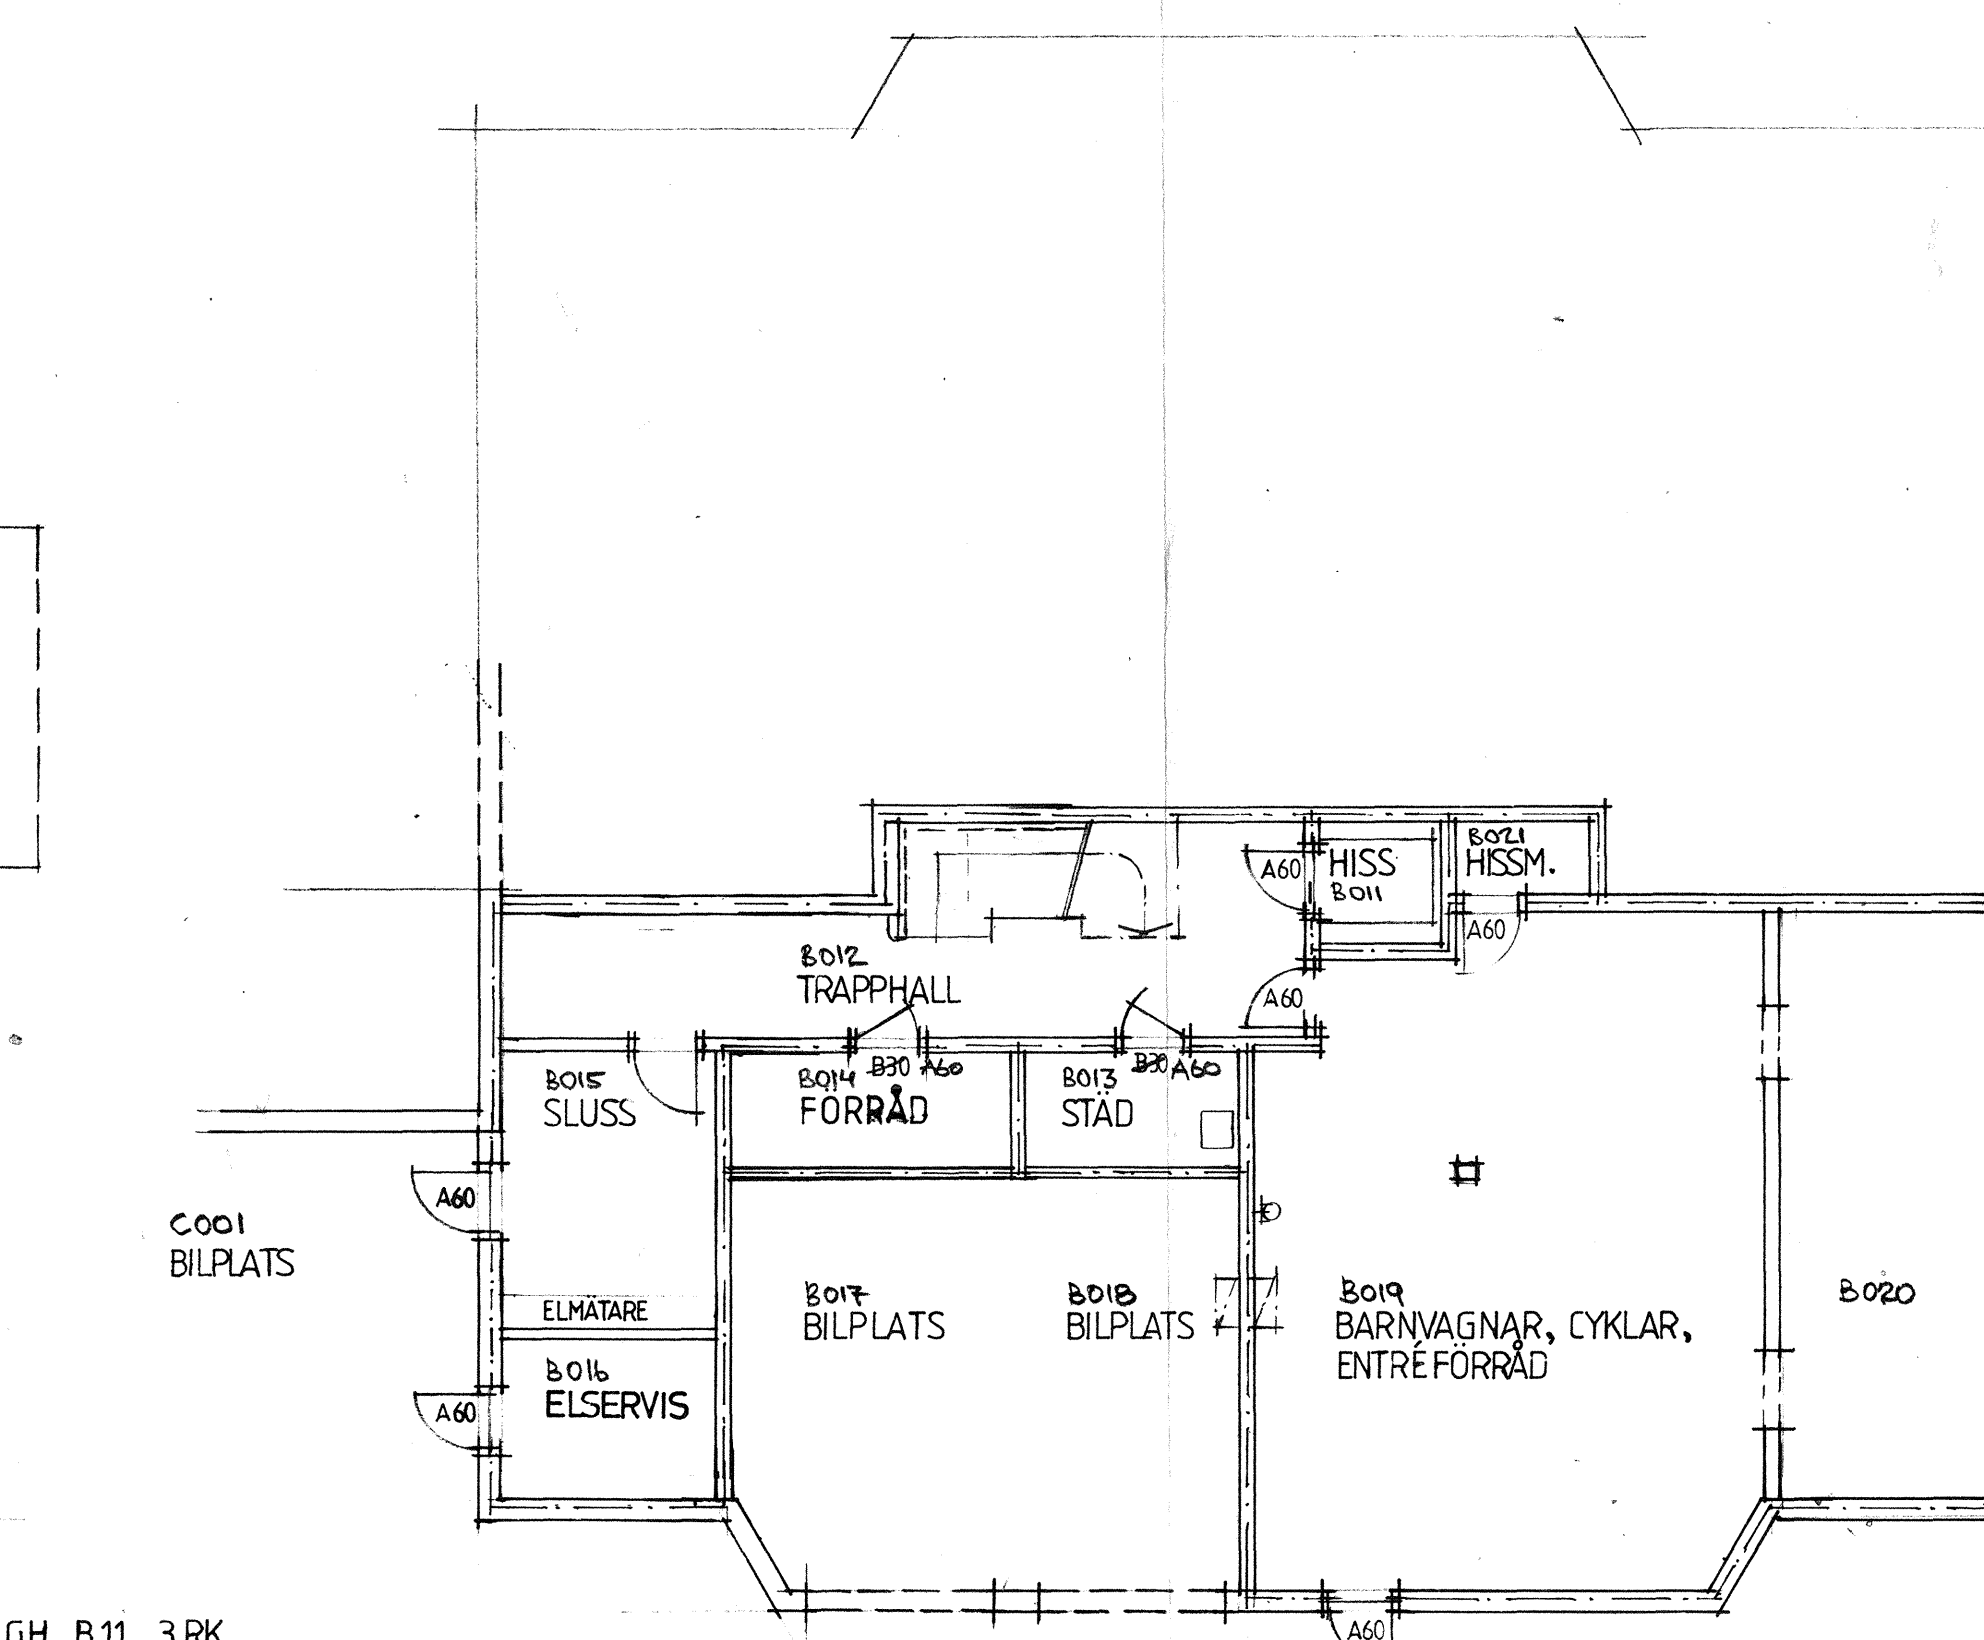 B021
HISSM.
A60
HISS
B011
A60
B012
TRAPPHALL
A60
B30 A60
B30 A60
B015
SLUSS
B014
FÖRRÅD
B013
STÄD
A60
C001
BILPLATS
ELMÄTARE
B017
BILPLATS
B018
BILPLATS
B019
BARNVAGNAR, CYKLAR,
ENTRÉFÖRRÅD
B020
B016
ELSERVIS
A60
A60
GH B11 3RK